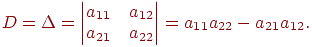 D = Δ = |a₁₁ a₁₂; a₂₁ a₂₂| = a₁₁a₂₂ − a₂₁a₁₂.